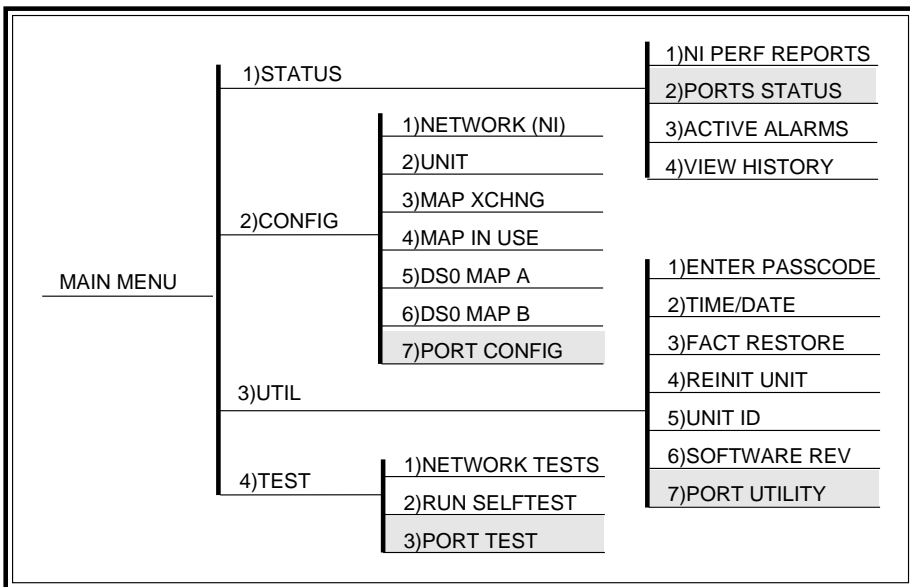 MAIN MENU
1)STATUS
1)NI PERF REPORTS
2)PORTS STATUS
3)ACTIVE ALARMS
4)VIEW HISTORY
2)CONFIG
1)NETWORK (NI)
2)UNIT
3)MAP XCHNG
4)MAP IN USE
5)DS0 MAP A
6)DS0 MAP B
7)PORT CONFIG
3)UTIL
1)ENTER PASSCODE
2)TIME/DATE
3)FACT RESTORE
4)REINIT UNIT
5)UNIT ID
6)SOFTWARE REV
7)PORT UTILITY
4)TEST
1)NETWORK TESTS
2)RUN SELFTEST
3)PORT TEST